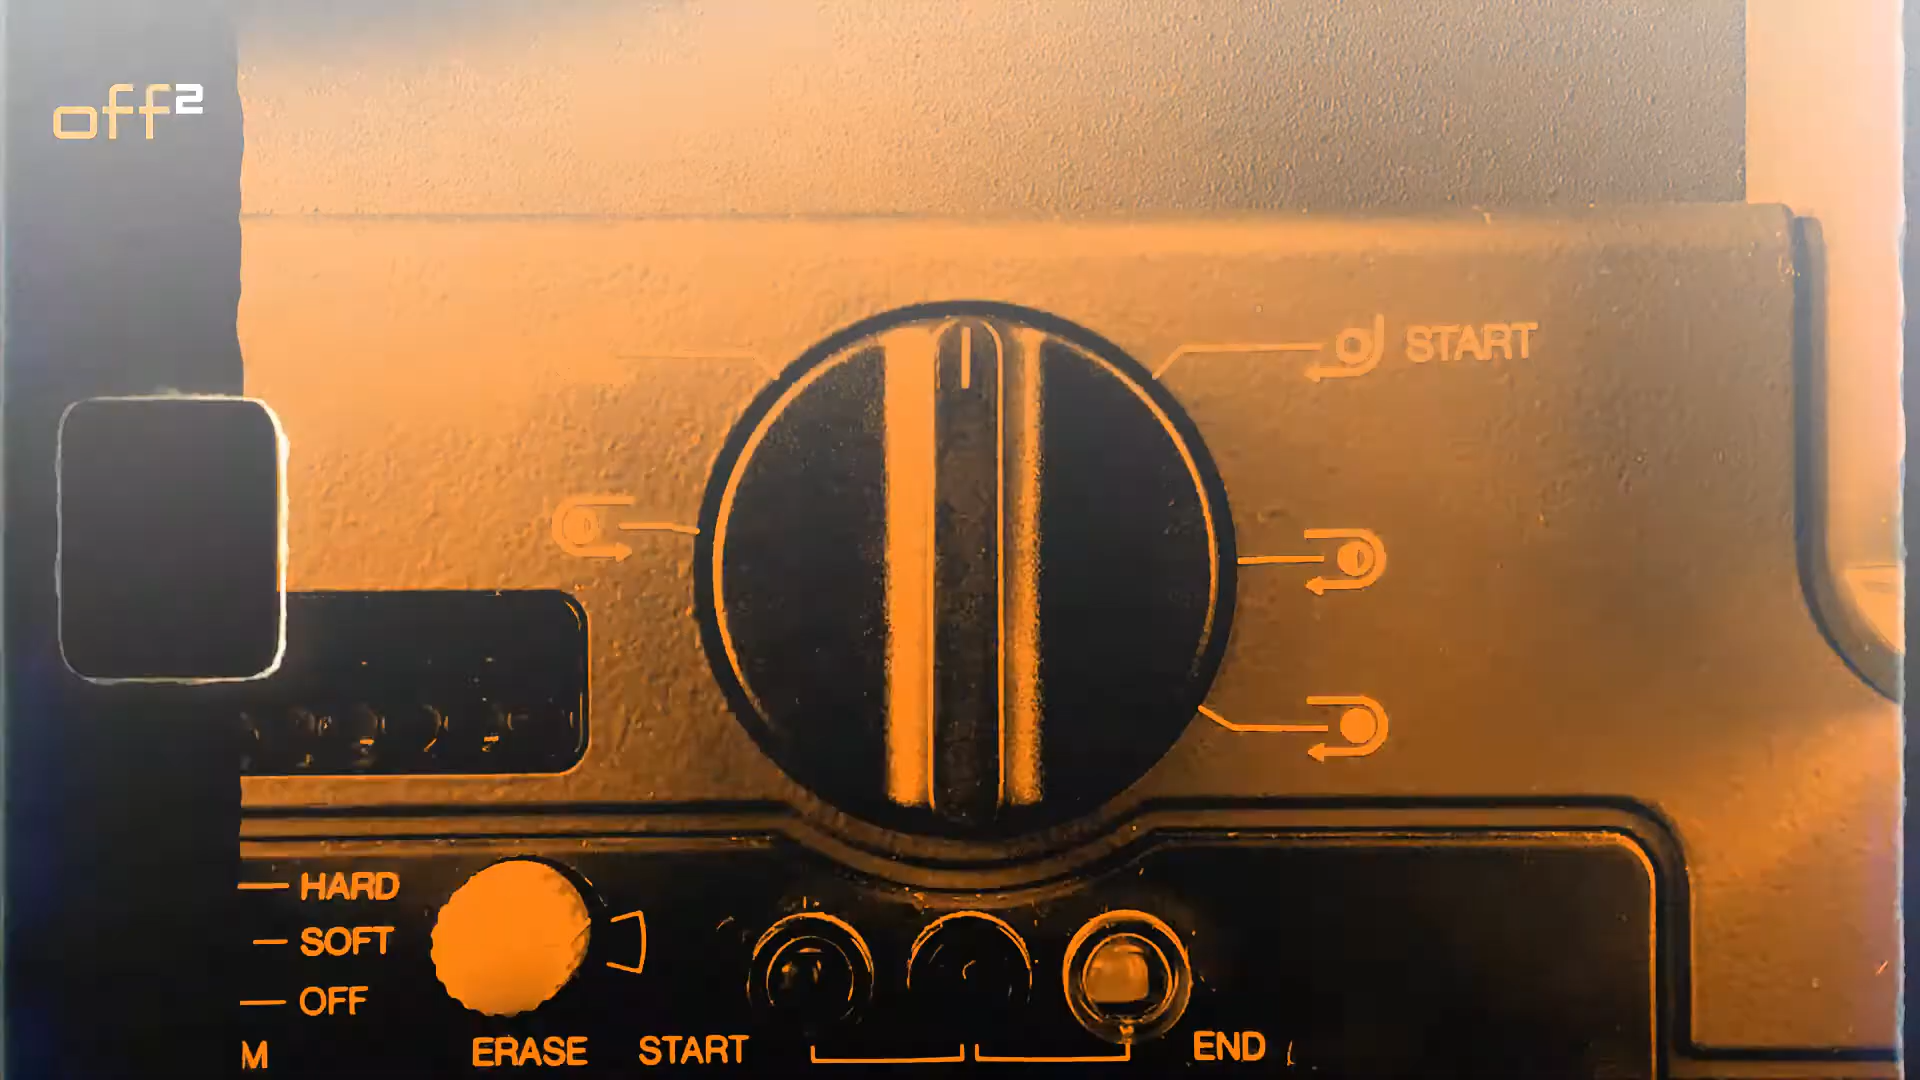 off²
START
HARD
SOFT
OFF
M
ERASE
START
END